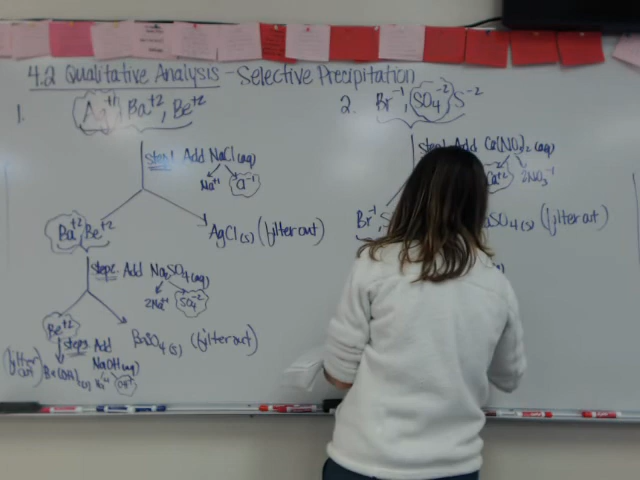 4.2 Qualitative Analysis - Selective Precipitation
1. Ag⁺¹, Ba⁺², Be⁺²
step1 Add NaCl(aq)
Na⁺¹ Cl⁻¹
Ba⁺² Be⁺²
AgCl(s) (filter out)
step2 Add Na₂SO₄(aq)
2Na⁺¹ SO₄⁻²
Be⁺²
BaSO₄(s) (filter out)
step3 Add
NaOH(aq)
(filter out) Be(OH)₂(s) Na⁺¹ OH⁻¹
2. Br⁻¹, SO₄⁻², S⁻²
step1 Add Ca(NO₃)₂(aq)
Ca⁺² 2NO₃⁻¹
Br⁻¹, S
aSO₄(s) (filter out)